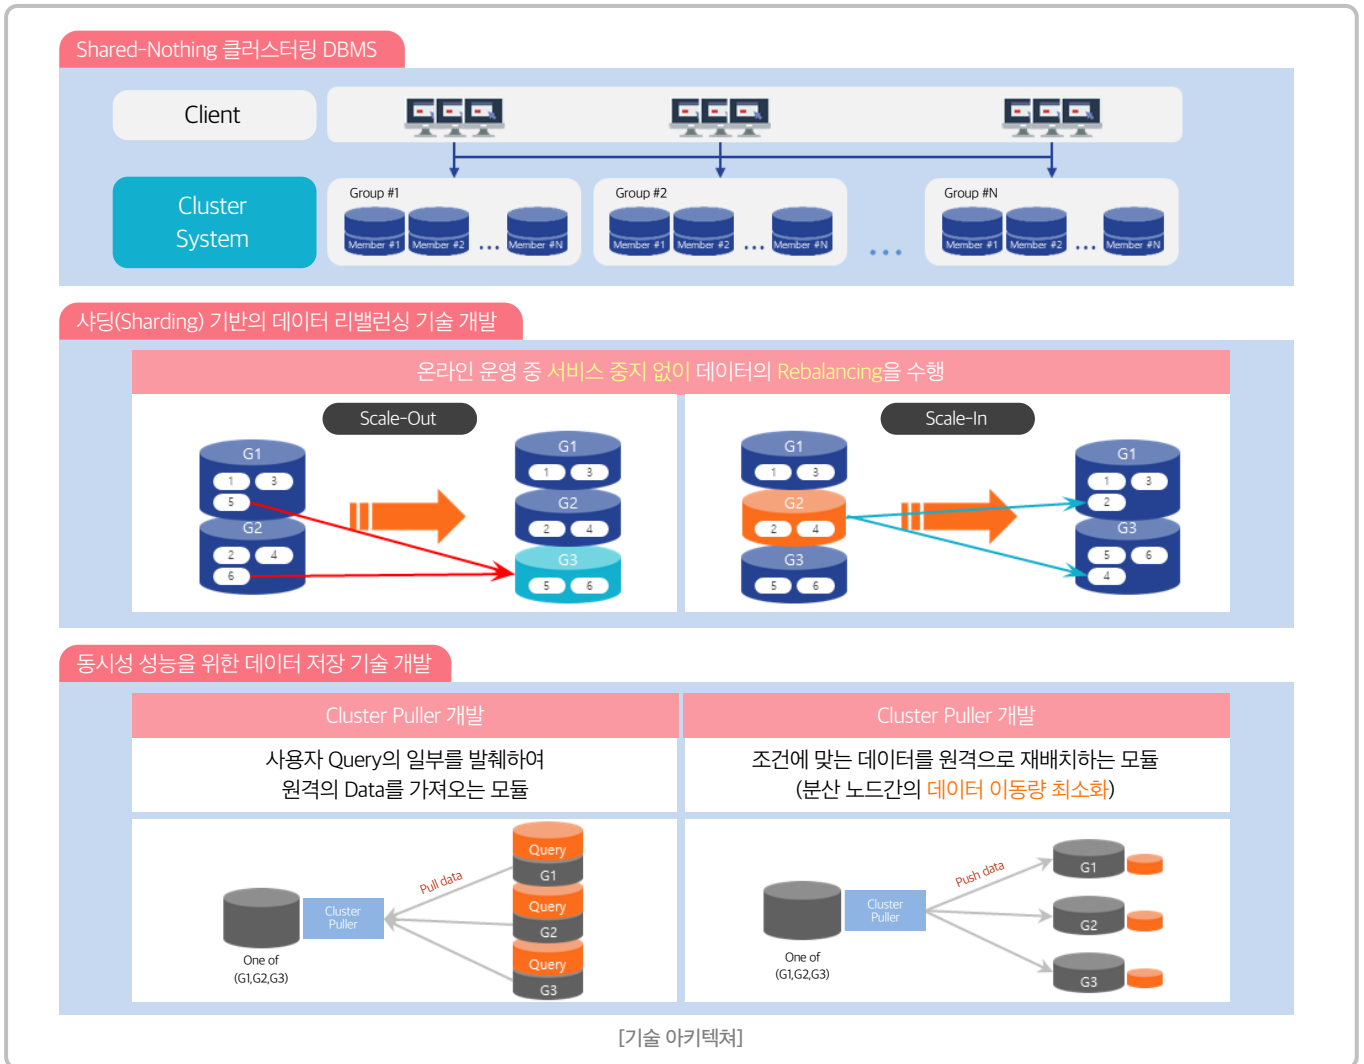 Shared-Nothing 클러스터링 DBMS
Client
Cluster
System
Group #1
Member #1 Member #2 ... Member #N
Group #2
Member #1 Member #2 ... Member #N
...
Group #N
Member #1 Member #2 ... Member #N
샤딩(Sharding) 기반의 데이터 리밸런싱 기술 개발
온라인 운영 중 서비스 중지 없이 데이터의 Rebalancing을 수행
Scale-Out
G1
1 3
5
G2
2 4
6
G1
1 3
G2
2 4
G3
5 6
Scale-In
G1
1 3
G2
2 4
G3
5 6
G1
1 3
2
G3
5 6
4
동시성 성능을 위한 데이터 저장 기술 개발
Cluster Puller 개발
사용자 Query의 일부를 발췌하여
원격의 Data를 가져오는 모듈
One of
(G1,G2,G3)
Cluster
Puller
Pull data
Query
G1
Query
G2
Query
G3
Cluster Puller 개발
조건에 맞는 데이터를 원격으로 재배치하는 모듈
(분산 노드간의 데이터 이동량 최소화)
One of
(G1,G2,G3)
Cluster
Puller
Push data
G1
G2
G3
[기술 아키텍쳐]